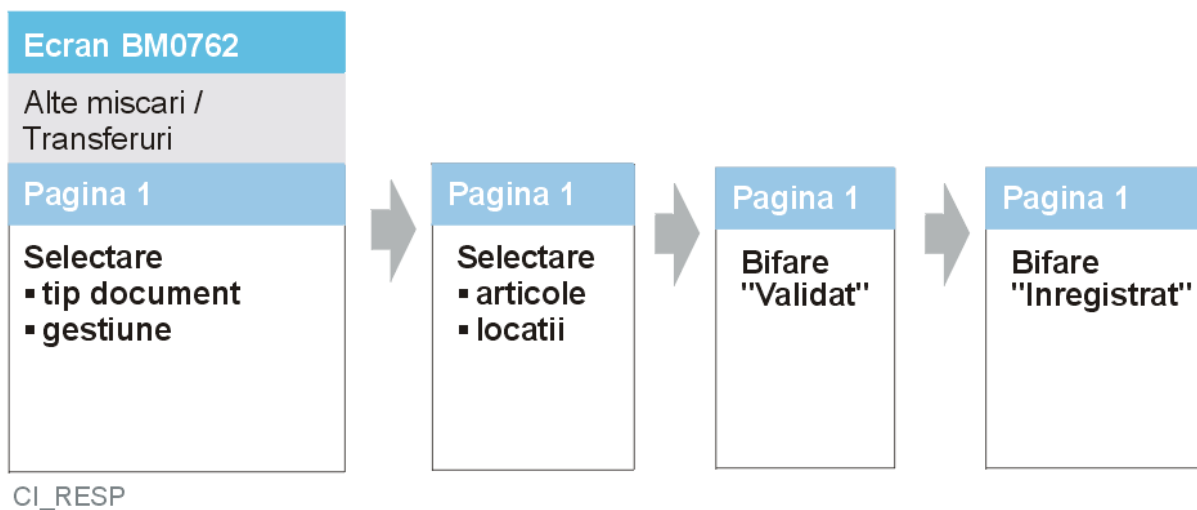 Ecran BM0762
Alte miscari /
Transferuri
Pagina 1
Selectare
▪ tip document
▪ gestiune
Pagina 1
Selectare
▪ articole
▪ locatii
Pagina 1
Bifare
"Validat"
Pagina 1
Bifare
"Inregistrat"
CI_RESP